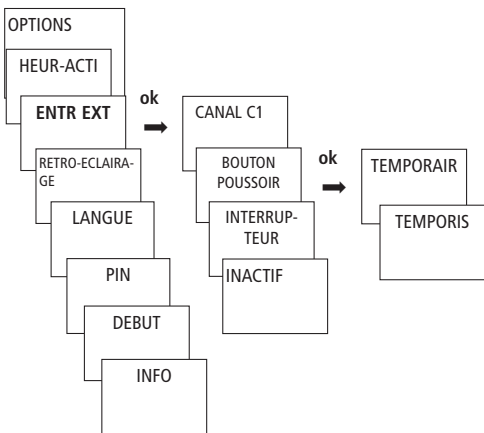 OPTIONS
HEUR-ACTI
ENTR EXT
RETRO-ECLAIRA-
GE
LANGUE
PIN
DEBUT
INFO
ok
CANAL C1
BOUTON
POUSSOIR
INTERRUP-
TEUR
INACTIF
ok
TEMPORAIR
TEMPORIS